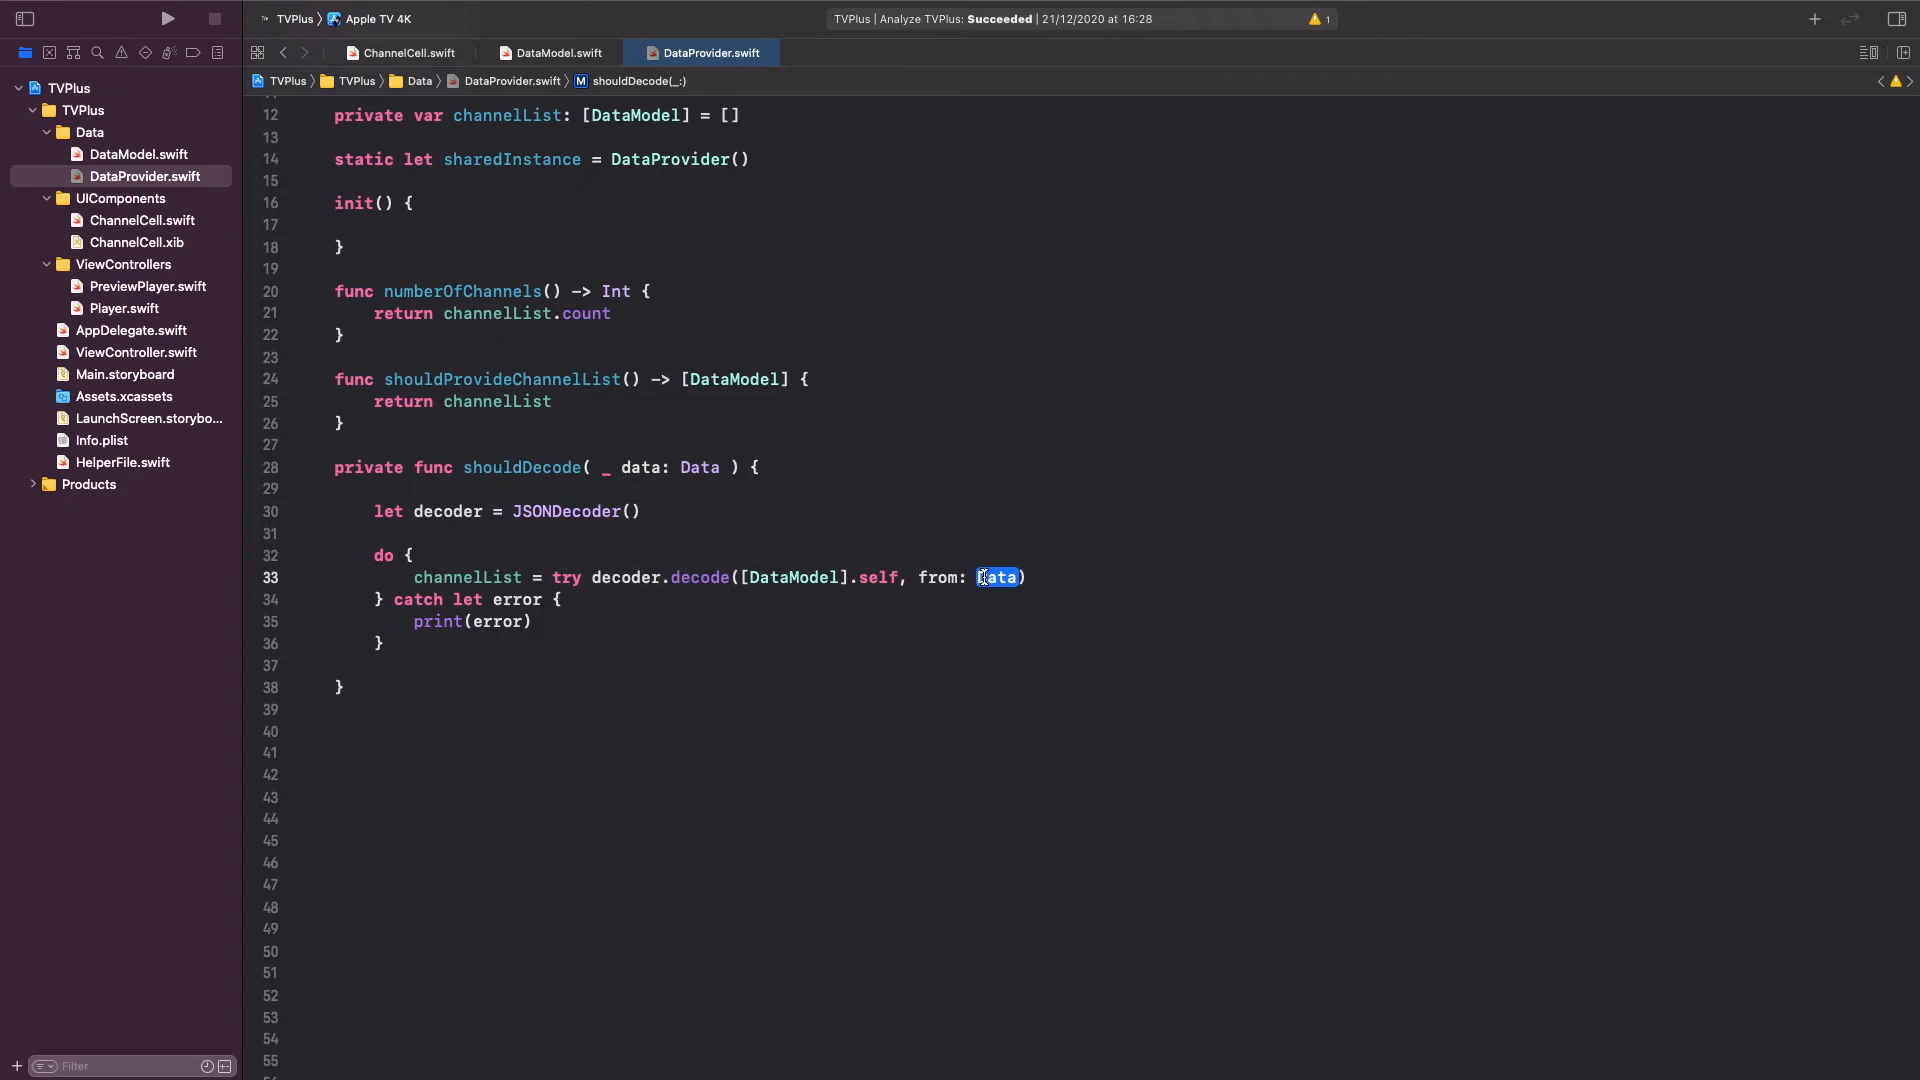 TVPlus 〉 Apple TV 4K
TVPlus | Analyze TVPlus: Succeeded | 21/12/2020 at 16:28
1
ChannelCell.swift
DataModel.swift
DataProvider.swift
TVPlus 〉 TVPlus 〉 Data 〉 DataProvider.swift 〉 M shouldDecode(_:)
TVPlus
TVPlus
Data
DataModel.swift
DataProvider.swift
UIComponents
ChannelCell.swift
ChannelCell.xib
ViewControllers
PreviewPlayer.swift
Player.swift
AppDelegate.swift
ViewController.swift
Main.storyboard
Assets.xcassets
LaunchScreen.storybo...
Info.plist
HelperFile.swift
Products
Filter
12 private var channelList: [DataModel] = []
13
14 static let sharedInstance = DataProvider()
15
16 init() {
17
18 }
19
20 func numberOfChannels() -> Int {
21 return channelList.count
22 }
23
24 func shouldProvideChannelList() -> [DataModel] {
25 return channelList
26 }
27
28 private func shouldDecode( _ data: Data ) {
29
30 let decoder = JSONDecoder()
31
32 do {
33 channelList = try decoder.decode([DataModel].self, from: Data)
34 } catch let error {
35 print(error)
36 }
37
38 }
39
40
41
42
43
44
45
46
47
48
49
50
51
52
53
54
55